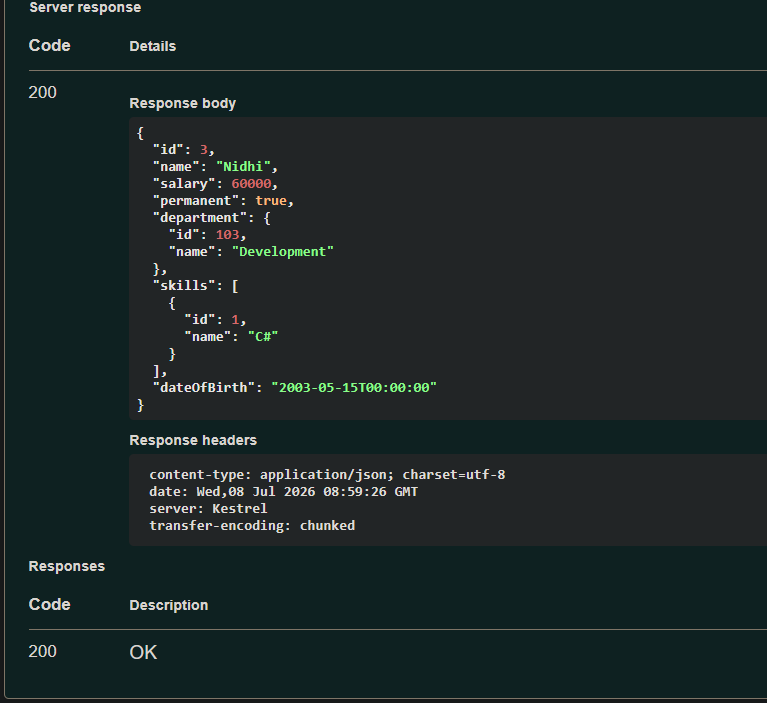 Server response
Code Details
200
Response body
{
  "id": 3,
  "name": "Nidhi",
  "salary": 60000,
  "permanent": true,
  "department": {
    "id": 103,
    "name": "Development"
  },
  "skills": [
    {
      "id": 1,
      "name": "C#"
    }
  ],
  "dateOfBirth": "2003-05-15T00:00:00"
}
Response headers
content-type: application/json; charset=utf-8
date: Wed,08 Jul 2026 08:59:26 GMT
server: Kestrel
transfer-encoding: chunked
Responses
Code Description
200 OK